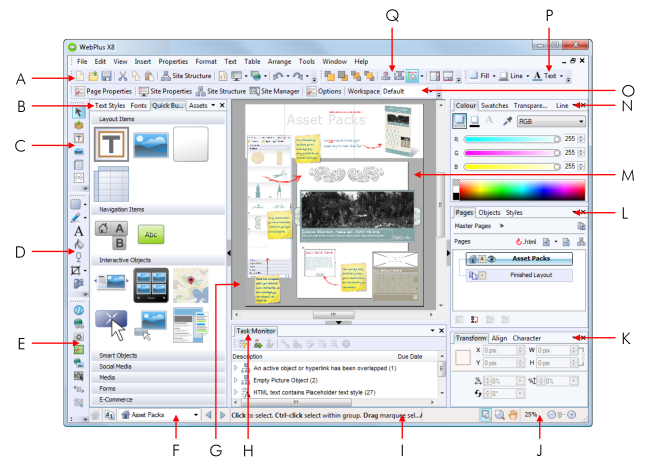 Q
P
WebPlus X8
File Edit View Insert Properties Format Text Table Arrange Tools Window Help
A
Site Structure
Fill
Line
A Text
Page Properties
Site Properties
Site Structure
Site Manager
Options
Workspace Default
O
B
Text Styles Fonts Quick Bu... Assets
Colour Swatches Transpare... Line
N
Layout Items
T
Asset Packs
RGB
C
R 255
G 255
B 255
M
Navigation Items
A
B
Abc
Pages Objects Styles
L
Master Pages
D
Pages
.html
Interactive Objects
Asset Packs
Finished Layout
G
E
Task Monitor
H
Transform Align Character
K
Description Due Date
X 0 pix W 0 pix
Y 0 pix H 0 pix
An active object or hyperlink has been overlapped (1)
Smart Objects
Social Media
Empty Picture Object (2)
Media
HTML text contains Placeholder text style (27)
0%
0%
0°
Forms
E-Commerce
Asset Packs
Click to select. Ctrl-click select within group. Drag marquee sel../
25%
F
G
H
I
J